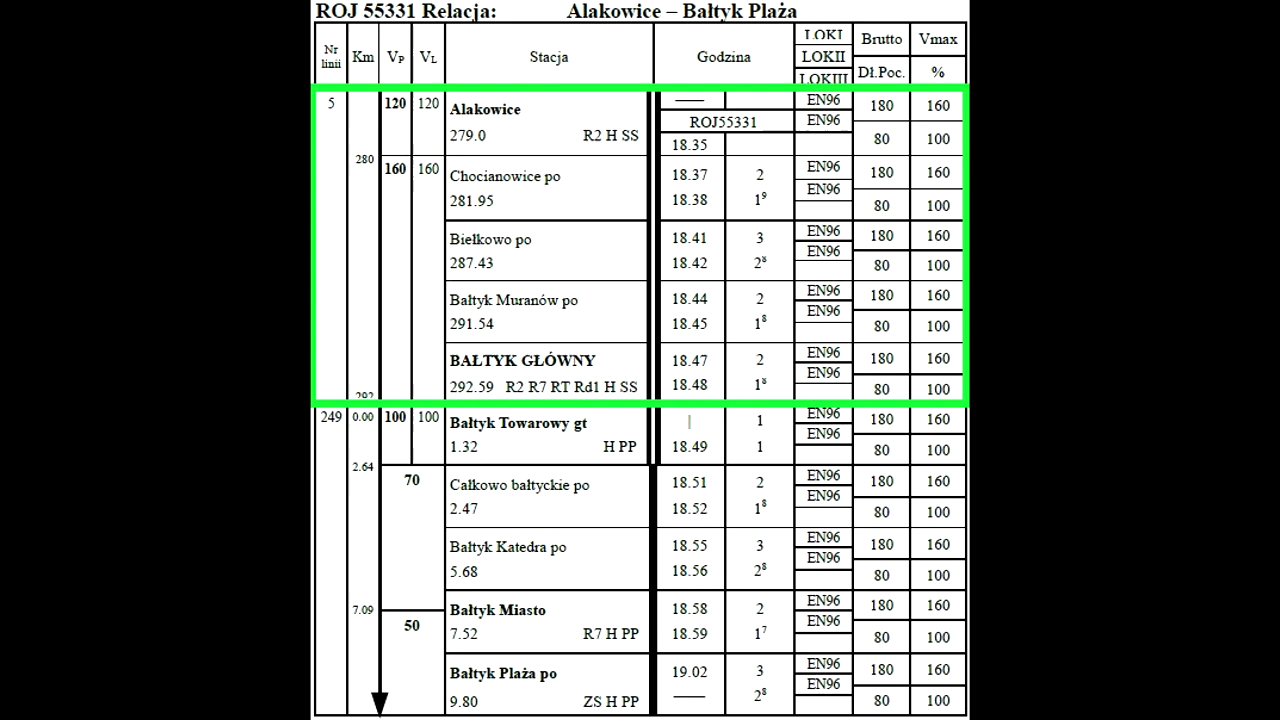 ROJ 55331 Relacja: Alakowice – Bałtyk Plaża
Nr linii Km VP VL Stacja Godzina LOKI LOKII LOKIII Brutto Dł.Poc. Vmax %
5 120 120 Alakowice —— EN96 180 160
ROJ55331 EN96
279.0 R2 H SS 18.35 80 100
280 160 160 Chocianowice po 18.37 2 EN96 180 160
281.95 18.38 1⁹ EN96 80 100
Biełkowo po 18.41 3 EN96 180 160
287.43 18.42 2⁸ EN96 80 100
Bałtyk Muranów po 18.44 2 EN96 180 160
291.54 18.45 1⁸ EN96 80 100
BAŁTYK GŁÓWNY 18.47 2 EN96 180 160
292.59 R2 R7 RT Rd1 H SS 18.48 1⁸ EN96 80 100
292
249 0.00 100 100 Bałtyk Towarowy gt | 1 EN96 180 160
1.32 H PP 18.49 1 EN96 80 100
2.64 70 Całkowo bałtyckie po 18.51 2 EN96 180 160
2.47 18.52 1⁸ EN96 80 100
Bałtyk Katedra po 18.55 3 EN96 180 160
5.68 18.56 2⁸ EN96 80 100
7.09 50 Bałtyk Miasto 18.58 2 EN96 180 160
7.52 R7 H PP 18.59 1⁷ EN96 80 100
Bałtyk Plaża po 19.02 3 EN96 180 160
9.80 ZS H PP —— 2⁸ EN96 80 100